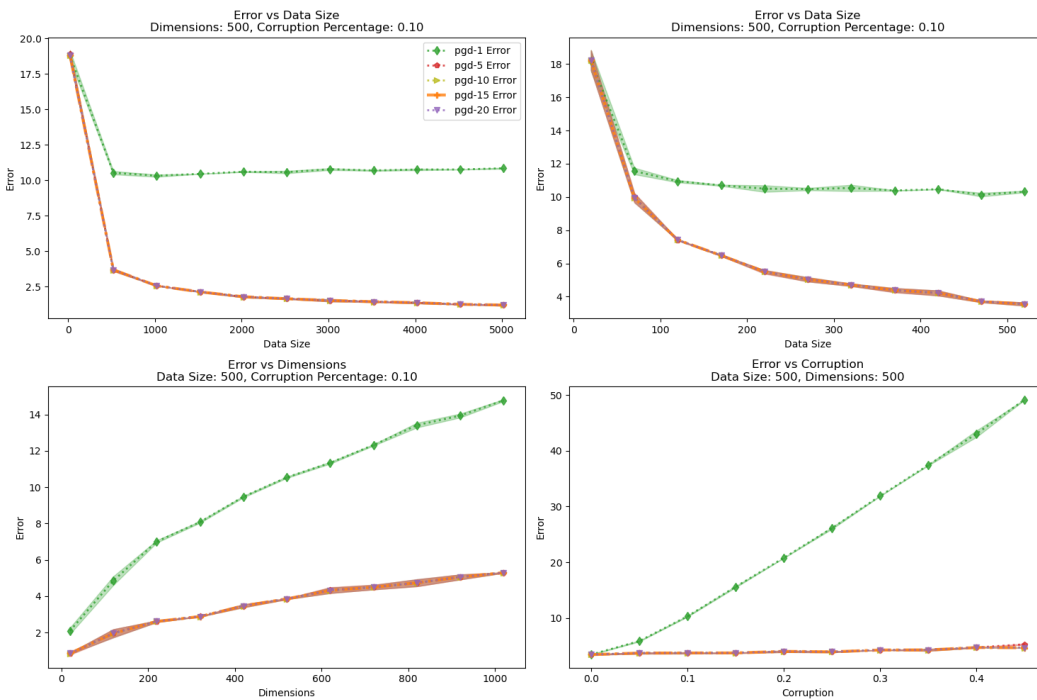 Error vs Data Size
Dimensions: 500, Corruption Percentage: 0.10
20.0
17.5
15.0
12.5
10.0
7.5
5.0
2.5
Error
0
1000
2000
3000
4000
5000
Data Size
pgd-1 Error
pgd-5 Error
pgd-10 Error
pgd-15 Error
pgd-20 Error
Error vs Data Size
Dimensions: 500, Corruption Percentage: 0.10
18
16
14
12
10
8
6
4
Error
0
100
200
300
400
500
Data Size
Error vs Dimensions
Data Size: 500, Corruption Percentage: 0.10
14
12
10
8
6
4
2
Error
0
200
400
600
800
1000
Dimensions
Error vs Corruption
Data Size: 500, Dimensions: 500
50
40
30
20
10
Error
0.0
0.1
0.2
0.3
0.4
Corruption